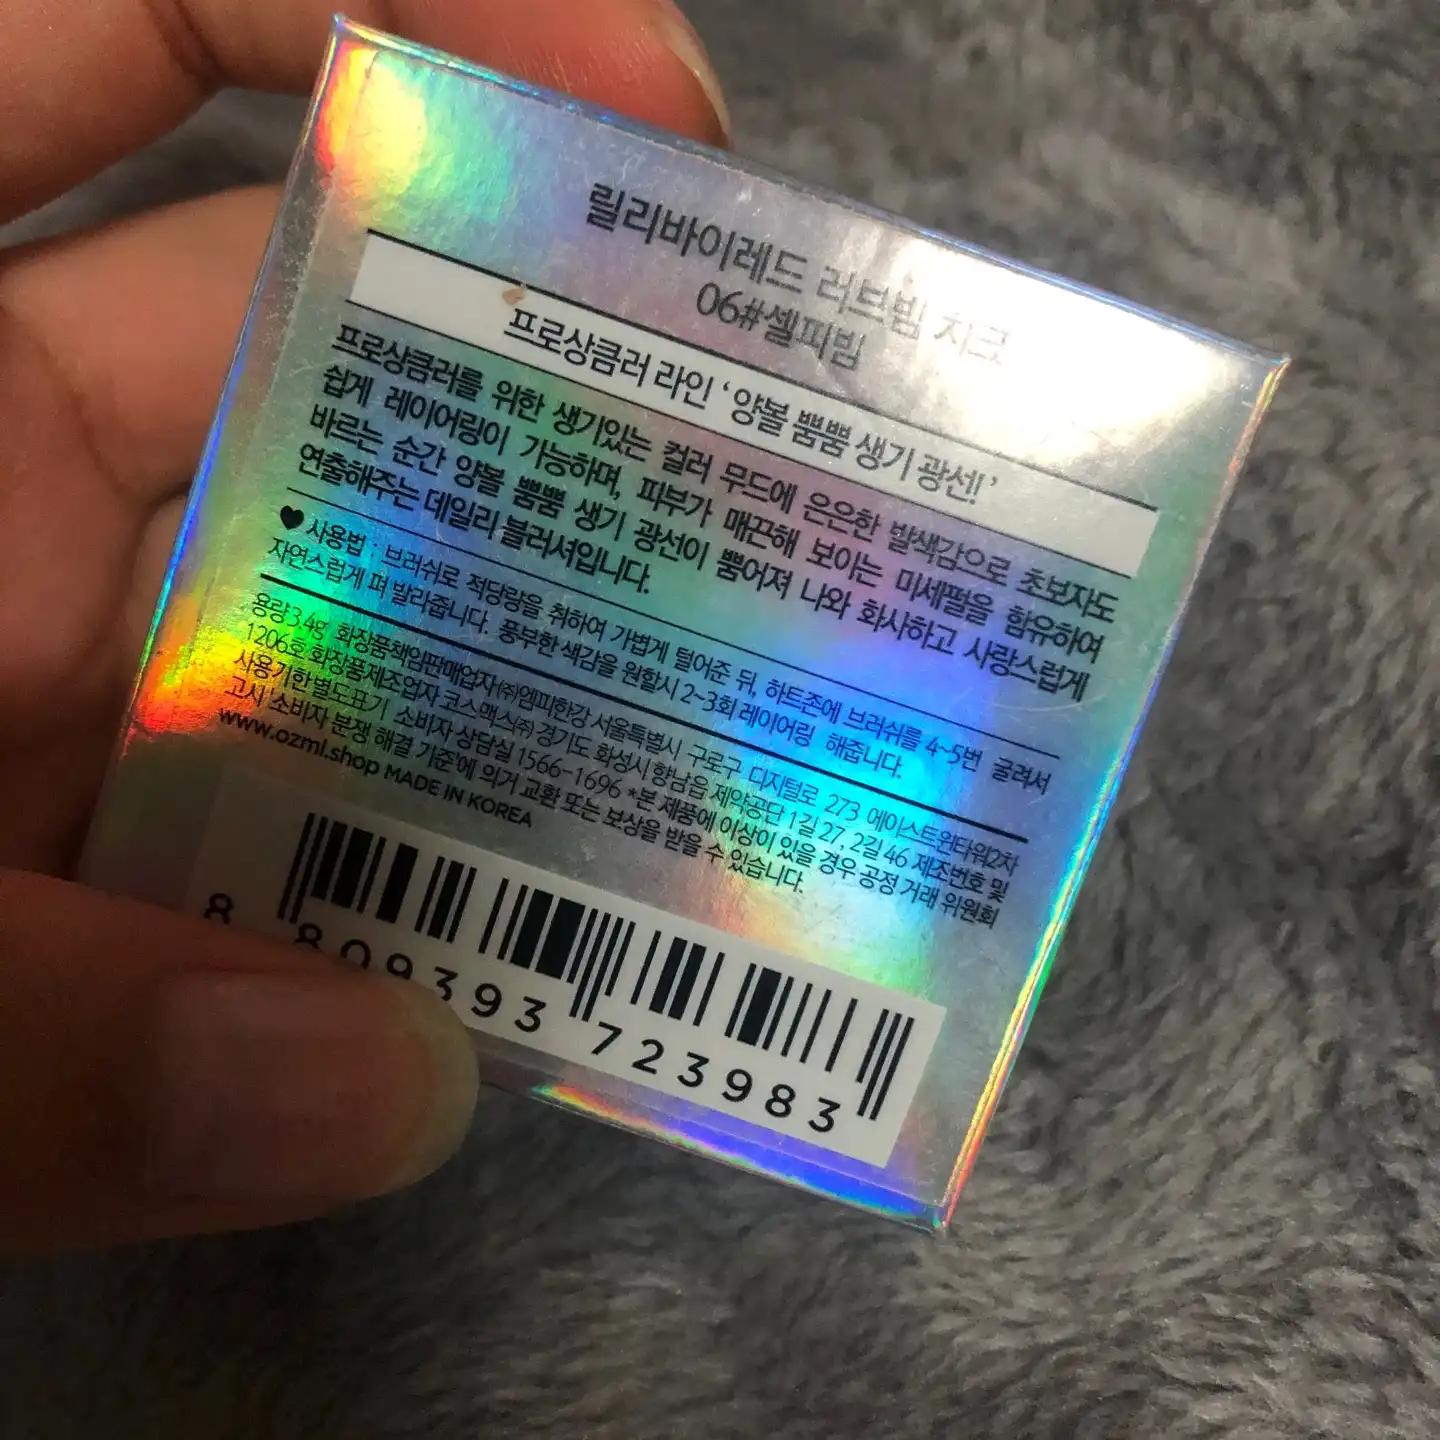 릴리바이레드 러브빔 치크
06#셀피빔
프로상큼러 라인 ‘양볼 뿜뿜 생기 광선!’
프로상큼러를 위한 생기있는 컬러 무드에 은은한 발색감으로 초보자도
쉽게 레이어링이 가능하며, 피부가 매끈해 보이는 미세펄을 함유하여
바르는 순간 양볼 뿜뿜 생기 광선이 뿜어져 나와 화사하고 사랑스럽게
연출해주는 데일리 블러셔입니다.
♥ 사용법 : 브러쉬로 적당량을 취하여 가볍게 털어준 뒤, 하트존에 브러쉬를 4~5번 굴려서
자연스럽게 펴 발라줍니다. 풍부한 색감을 원할시 2~3회 레이어링 해줍니다.
용량 3.4g 화장품책임판매업자 ㈜엠피한강 서울특별시 구로구 디지털로 273 에이스트윈타워2차
1206호 화장품제조업자 코스맥스㈜ 경기도 화성시 향남읍 제약공단 1길 27, 2길 46 제조번호 및
사용기한 별도표기 소비자 상담실 1566-1696 *본 제품에 이상이 있을 경우 공정 거래 위원회
고시 '소비자 분쟁 해결 기준'에 의거 교환 또는 보상을 받을 수 있습니다.
www.ozml.shop MADE IN KOREA
8 809393 723983